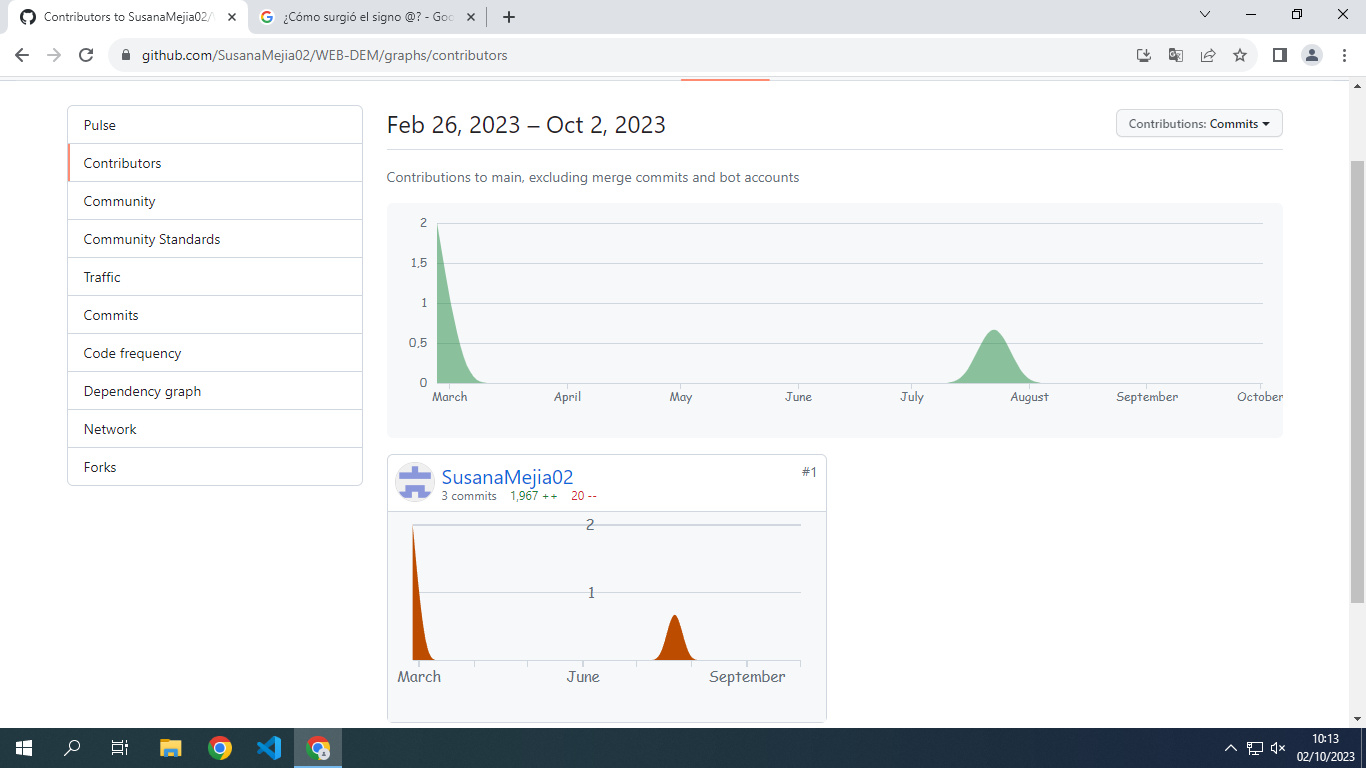 Contributors to SusanaMejia02/
¿Cómo surgió el signo @? - Goo
github.com/SusanaMejia02/WEB-DEM/graphs/contributors
Pulse
Contributors
Community
Community Standards
Traffic
Commits
Code frequency
Dependency graph
Network
Forks
Feb 26, 2023 – Oct 2, 2023
Contributions: Commits
Contributions to main, excluding merge commits and bot accounts
2
1,5
1
0,5
0
March April May June July August September October
SusanaMejia02
#1
3 commits 1,967 ++ 20 --
2
1
March June September
10:13
02/10/2023